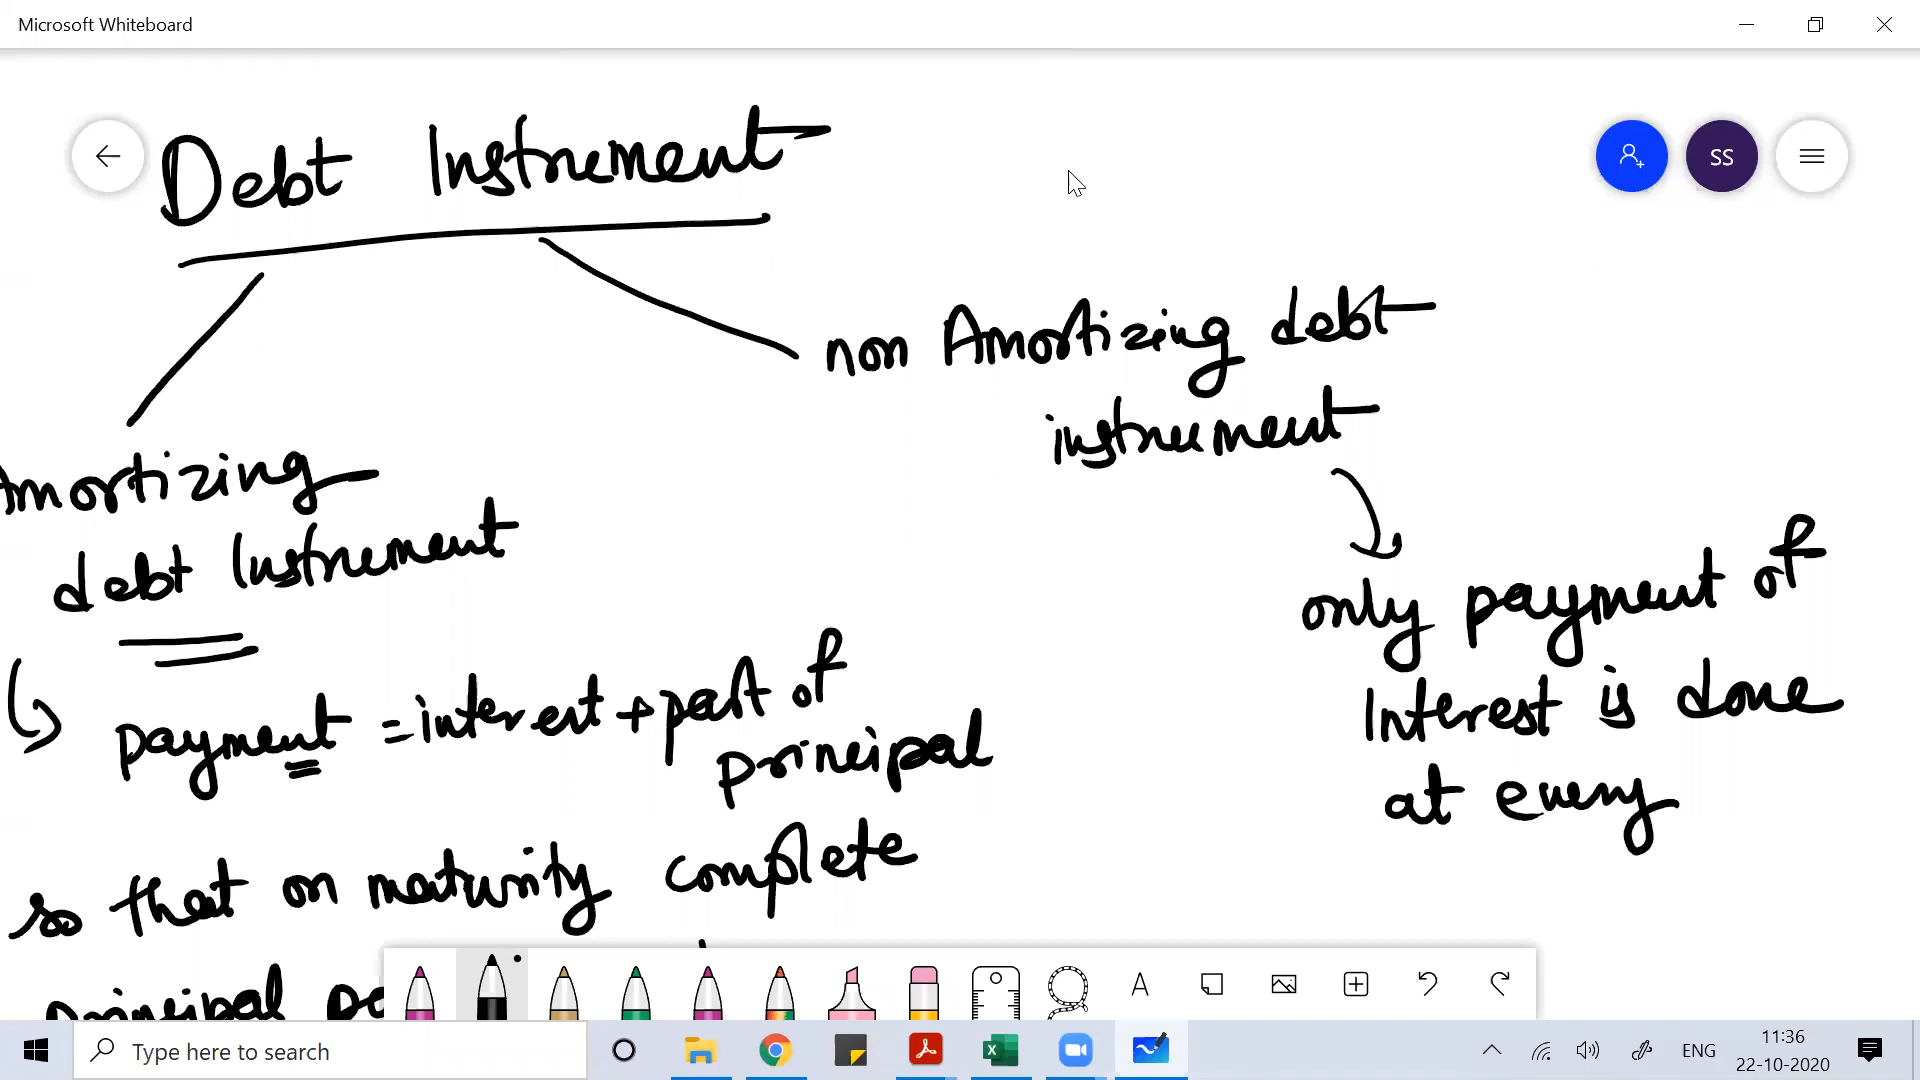 Microsoft Whiteboard
Debt Instrument
SS
non Amortizing debt
instrument
Amortizing
debt Instrument
only payment of
Interest is done
at every
payment = interest + part of
principal
so that on maturity complete
principal
A
Type here to search
ENG
11:36
22-10-2020